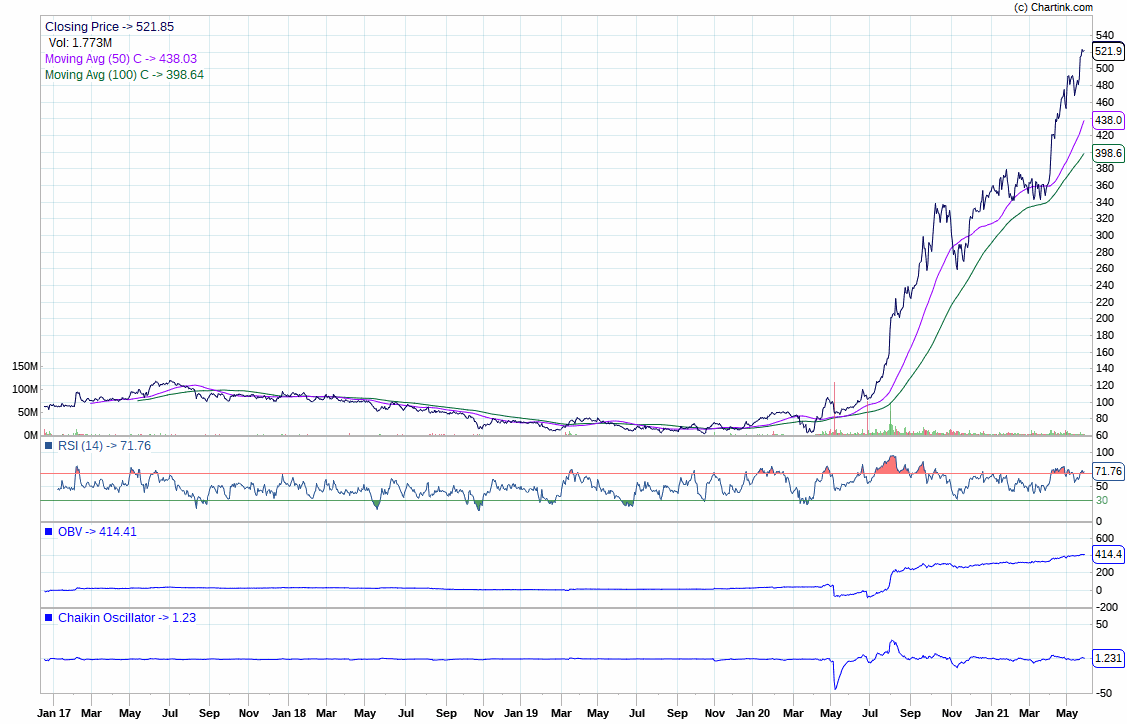 (c) Chartink.com
Closing Price -> 521.85
Vol: 1.773M
Moving Avg (50) C -> 438.03
Moving Avg (100) C -> 398.64
540
521.9
500
480
460
438.0
420
398.6
380
360
340
320
300
280
260
240
220
200
180
160
140
120
100
80
60
150M
100M
50M
0M
RSI (14) -> 71.76
100
71.76
50
30
0
OBV -> 414.41
600
414.4
200
0
-200
Chaikin Oscillator -> 1.23
50
1.231
-50
Jan 17 Mar May Jul Sep Nov Jan 18 Mar May Jul Sep Nov Jan 19 Mar May Jul Sep Nov Jan 20 Mar May Jul Sep Nov Jan 21 Mar May